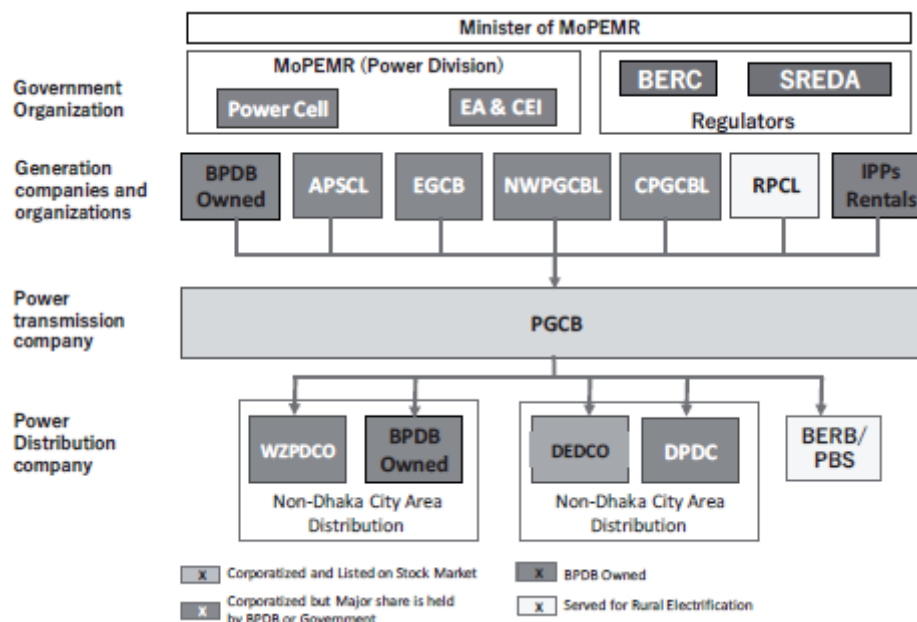 Minister of MoPEMR
MoPEMR (Power Division)
Government
Organization
Power Cell
EA & CEI
BERC
SREDA
Regulators
Generation
companies and
organizations
BPDB
Owned
APSCL
EGCB
NWPGCBL
CPGCBL
RPCL
IPPs
Rentals
Power
transmission
company
PGCB
Power
Distribution
company
WZPDCO
BPDB
Owned
DEDCO
DPDC
BERB/
PBS
Non-Dhaka City Area
Distribution
Non-Dhaka City Area
Distribution
X Corporatized and Listed on Stock Market
X Corporatized but Major share is held
by BPDB or Government
X BPDB Owned
X Served for Rural Electrification